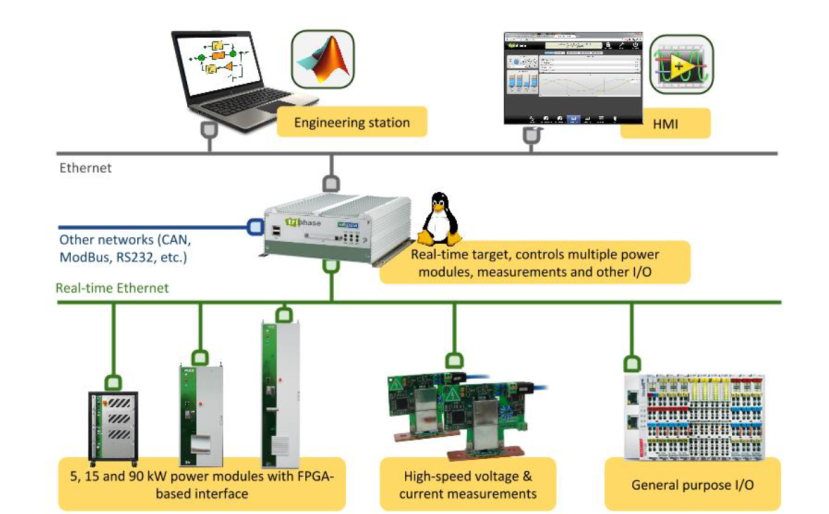 Engineering station
HMI
Ethernet
triphase
Other networks (CAN,
ModBus, RS232, etc.)
Real-time target, controls multiple power
modules, measurements and other I/O
Real-time Ethernet
5, 15 and 90 kW power modules with FPGA-
based interface
High-speed voltage &
current measurements
General purpose I/O